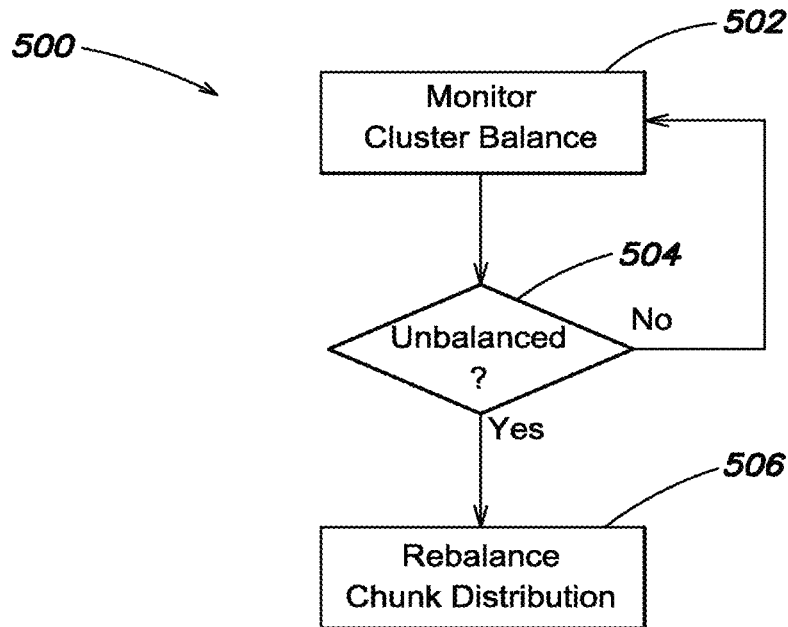 500
502
Monitor
Cluster Balance
504
Unbalanced
?
No
Yes
506
Rebalance
Chunk Distribution